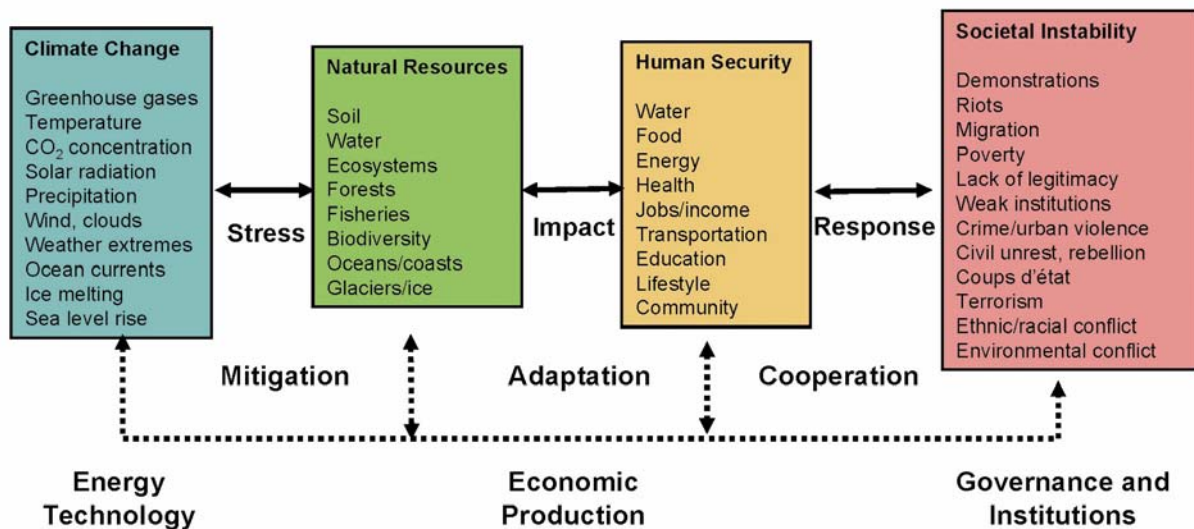 Climate Change
Greenhouse gases
Temperature
CO₂ concentration
Solar radiation
Precipitation
Wind, clouds
Weather extremes
Ocean currents
Ice melting
Sea level rise
Stress
Natural Resources
Soil
Water
Ecosystems
Forests
Fisheries
Biodiversity
Oceans/coasts
Glaciers/ice
Impact
Human Security
Water
Food
Energy
Health
Jobs/income
Transportation
Education
Lifestyle
Community
Response
Societal Instability
Demonstrations
Riots
Migration
Poverty
Lack of legitimacy
Weak institutions
Crime/urban violence
Civil unrest, rebellion
Coups d'état
Terrorism
Ethnic/racial conflict
Environmental conflict
Mitigation
Adaptation
Cooperation
Energy
Technology
Economic
Production
Governance and
Institutions